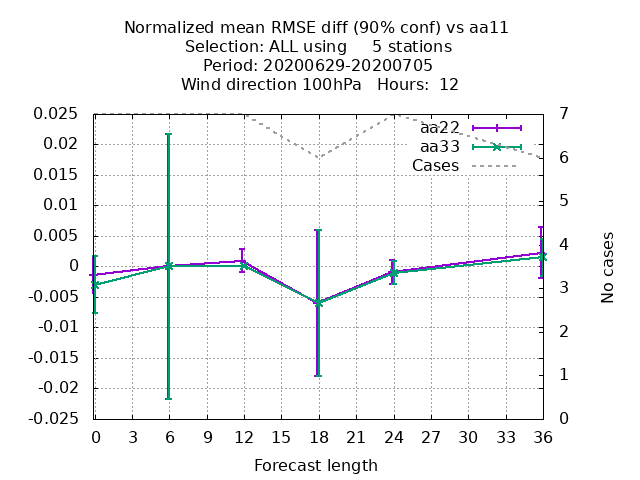 Normalized mean RMSE diff (90% conf) vs aa11
Selection: ALL using     5 stations
Period: 20200629-20200705
Wind direction 100hPa   Hours:  12
0.025
0.02
0.015
0.01
0.005
0
-0.005
-0.01
-0.015
-0.02
-0.025
7
6
5
4
3
2
1
0
aa22
aa33
Cases
No cases
0 3 6 9 12 15 18 21 24 27 30 33 36
Forecast length